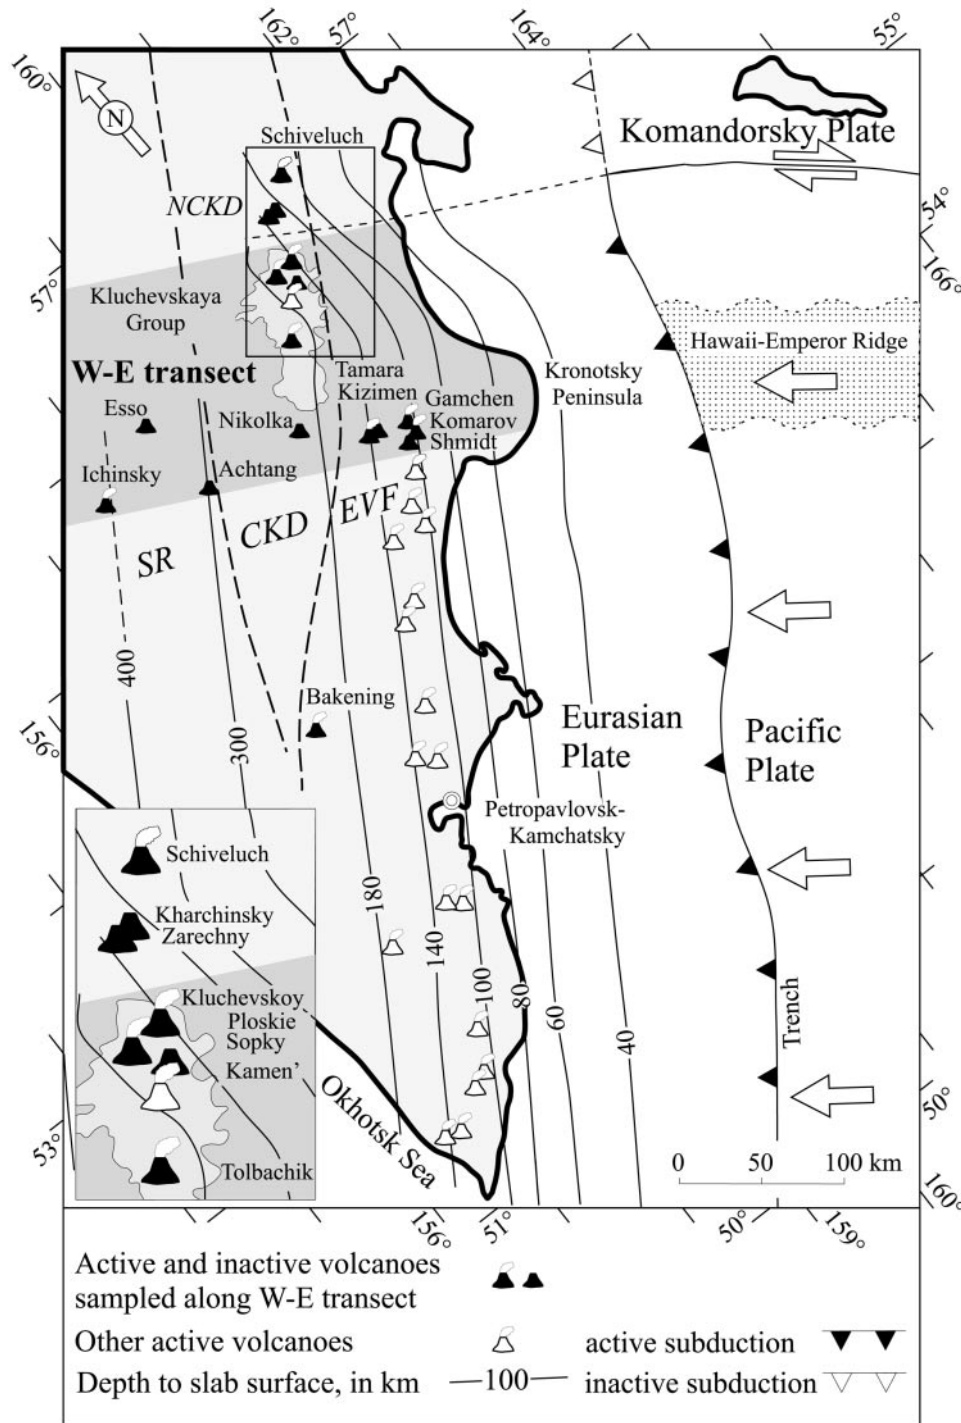 162°
57°
164°
55°
160°
N
Schiveluch
Komandorsky Plate
NCKD
54°
166°
57°
Kluchevskaya
Group
Hawaii-Emperor Ridge
W-E transect
Tamara
Kizimen
Kronotsky
Peninsula
Esso
Nikolka
Gamchen
Komarov
Shmidt
Ichinsky
Achtang
SR
CKD
EVF
400
300
Bakening
156°
Eurasian
Plate
Pacific
Plate
Petropavlovsk-
Kamchatsky
180
140
100
80
60
40
Trench
Schiveluch
Kharchinsky
Zarechny
Kluchevskoy
Ploskie
Sopky
Kamen'
Tolbachik
Okhotsk Sea
53°
50°
0 50 100 km
160°
156°
51°
50°
159°
Active and inactive volcanoes
sampled along W-E transect
Other active volcanoes
active subduction
Depth to slab surface, in km
100
inactive subduction